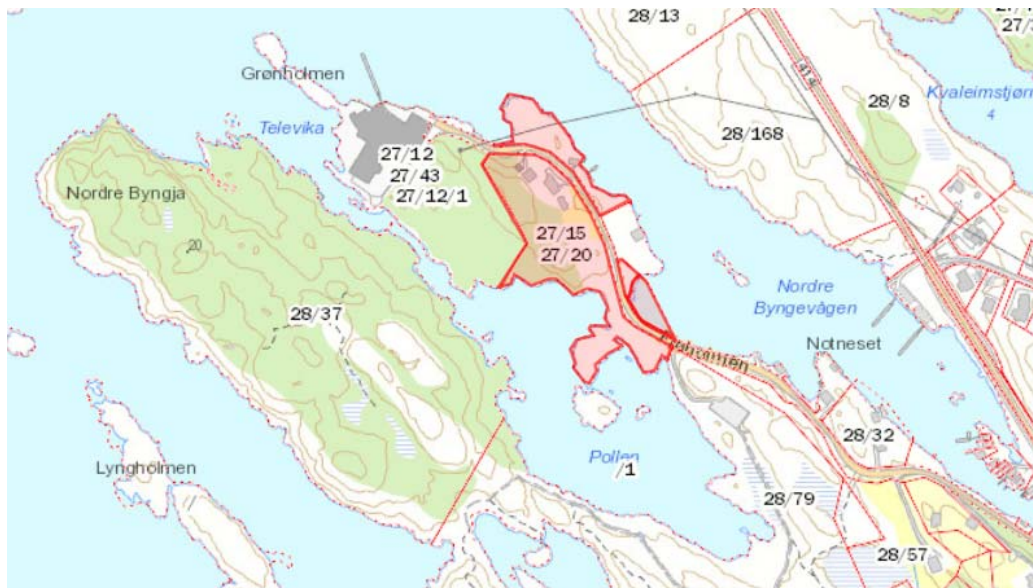 28/13
27/
Grønholmen
414
28/8
Kvaleimstjørn
4
Televika
28/168
27/12
27/43
27/12/1
Nordre Byngja
27/15
27/20
20
Nordre
Byngevågen
28/37
Notneset
28/32
Lyngholmen
Pollen
/1
28/79
28/57